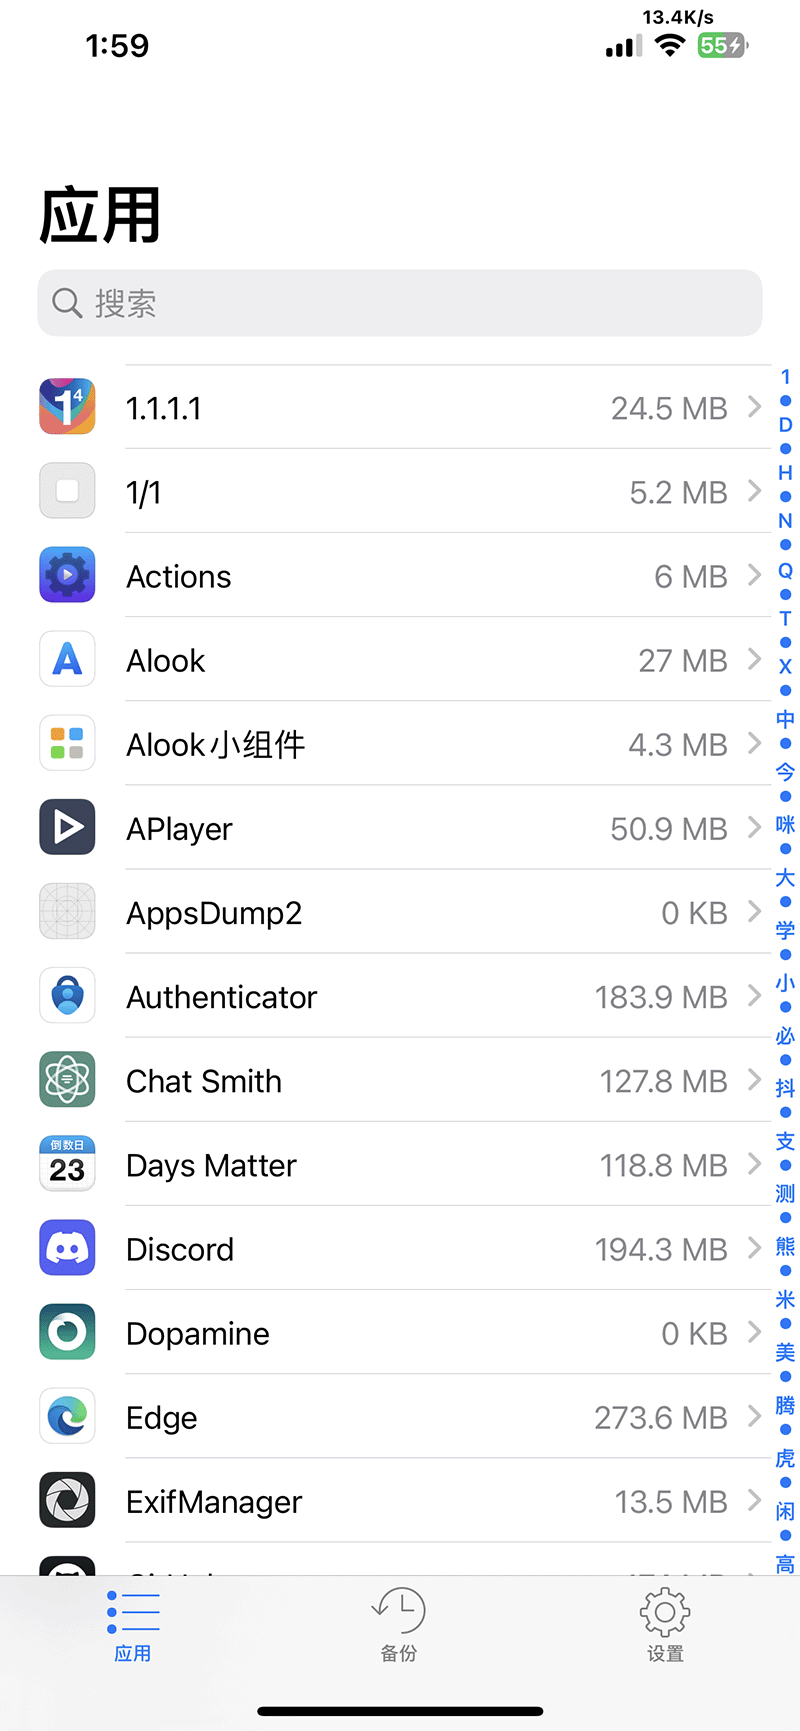 13.4K/s
1:59
55
应用
搜索
1.1.1.1 24.5 MB
1/1 5.2 MB
Actions 6 MB
Alook 27 MB
Alook小组件 4.3 MB
APlayer 50.9 MB
AppsDump2 0 KB
Authenticator 183.9 MB
Chat Smith 127.8 MB
倒数日
23
Days Matter 118.8 MB
Discord 194.3 MB
Dopamine 0 KB
Edge 273.6 MB
ExifManager 13.5 MB
1
D
H
N
Q
T
X
中
今
咪
大
学
小
必
抖
支
测
熊
米
美
腾
虎
闲
高
应用
备份
设置